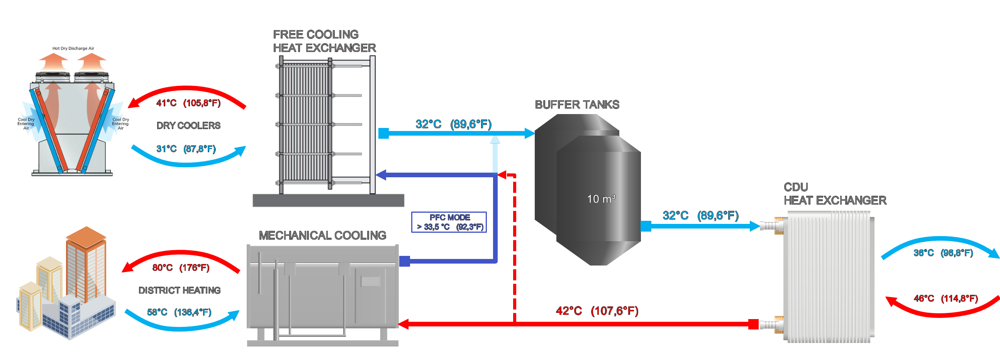 FREE COOLING
HEAT EXCHANGER
Hot Dry Discharge Air
Cool Dry
Entering
Air
Cool Dry
Entering
Air
41°C (105,8°F)
DRY COOLERS
31°C (87,8°F)
32°C (89,6°F)
BUFFER TANKS
10 m³
PFC MODE
> 33,5 °C (92,3°F)
MECHANICAL COOLING
80°C (176°F)
DISTRICT HEATING
58°C (136,4°F)
CDU
HEAT EXCHANGER
32°C (89,6°F)
36°C (96,8°F)
46°C (114,8°F)
42°C (107,6°F)